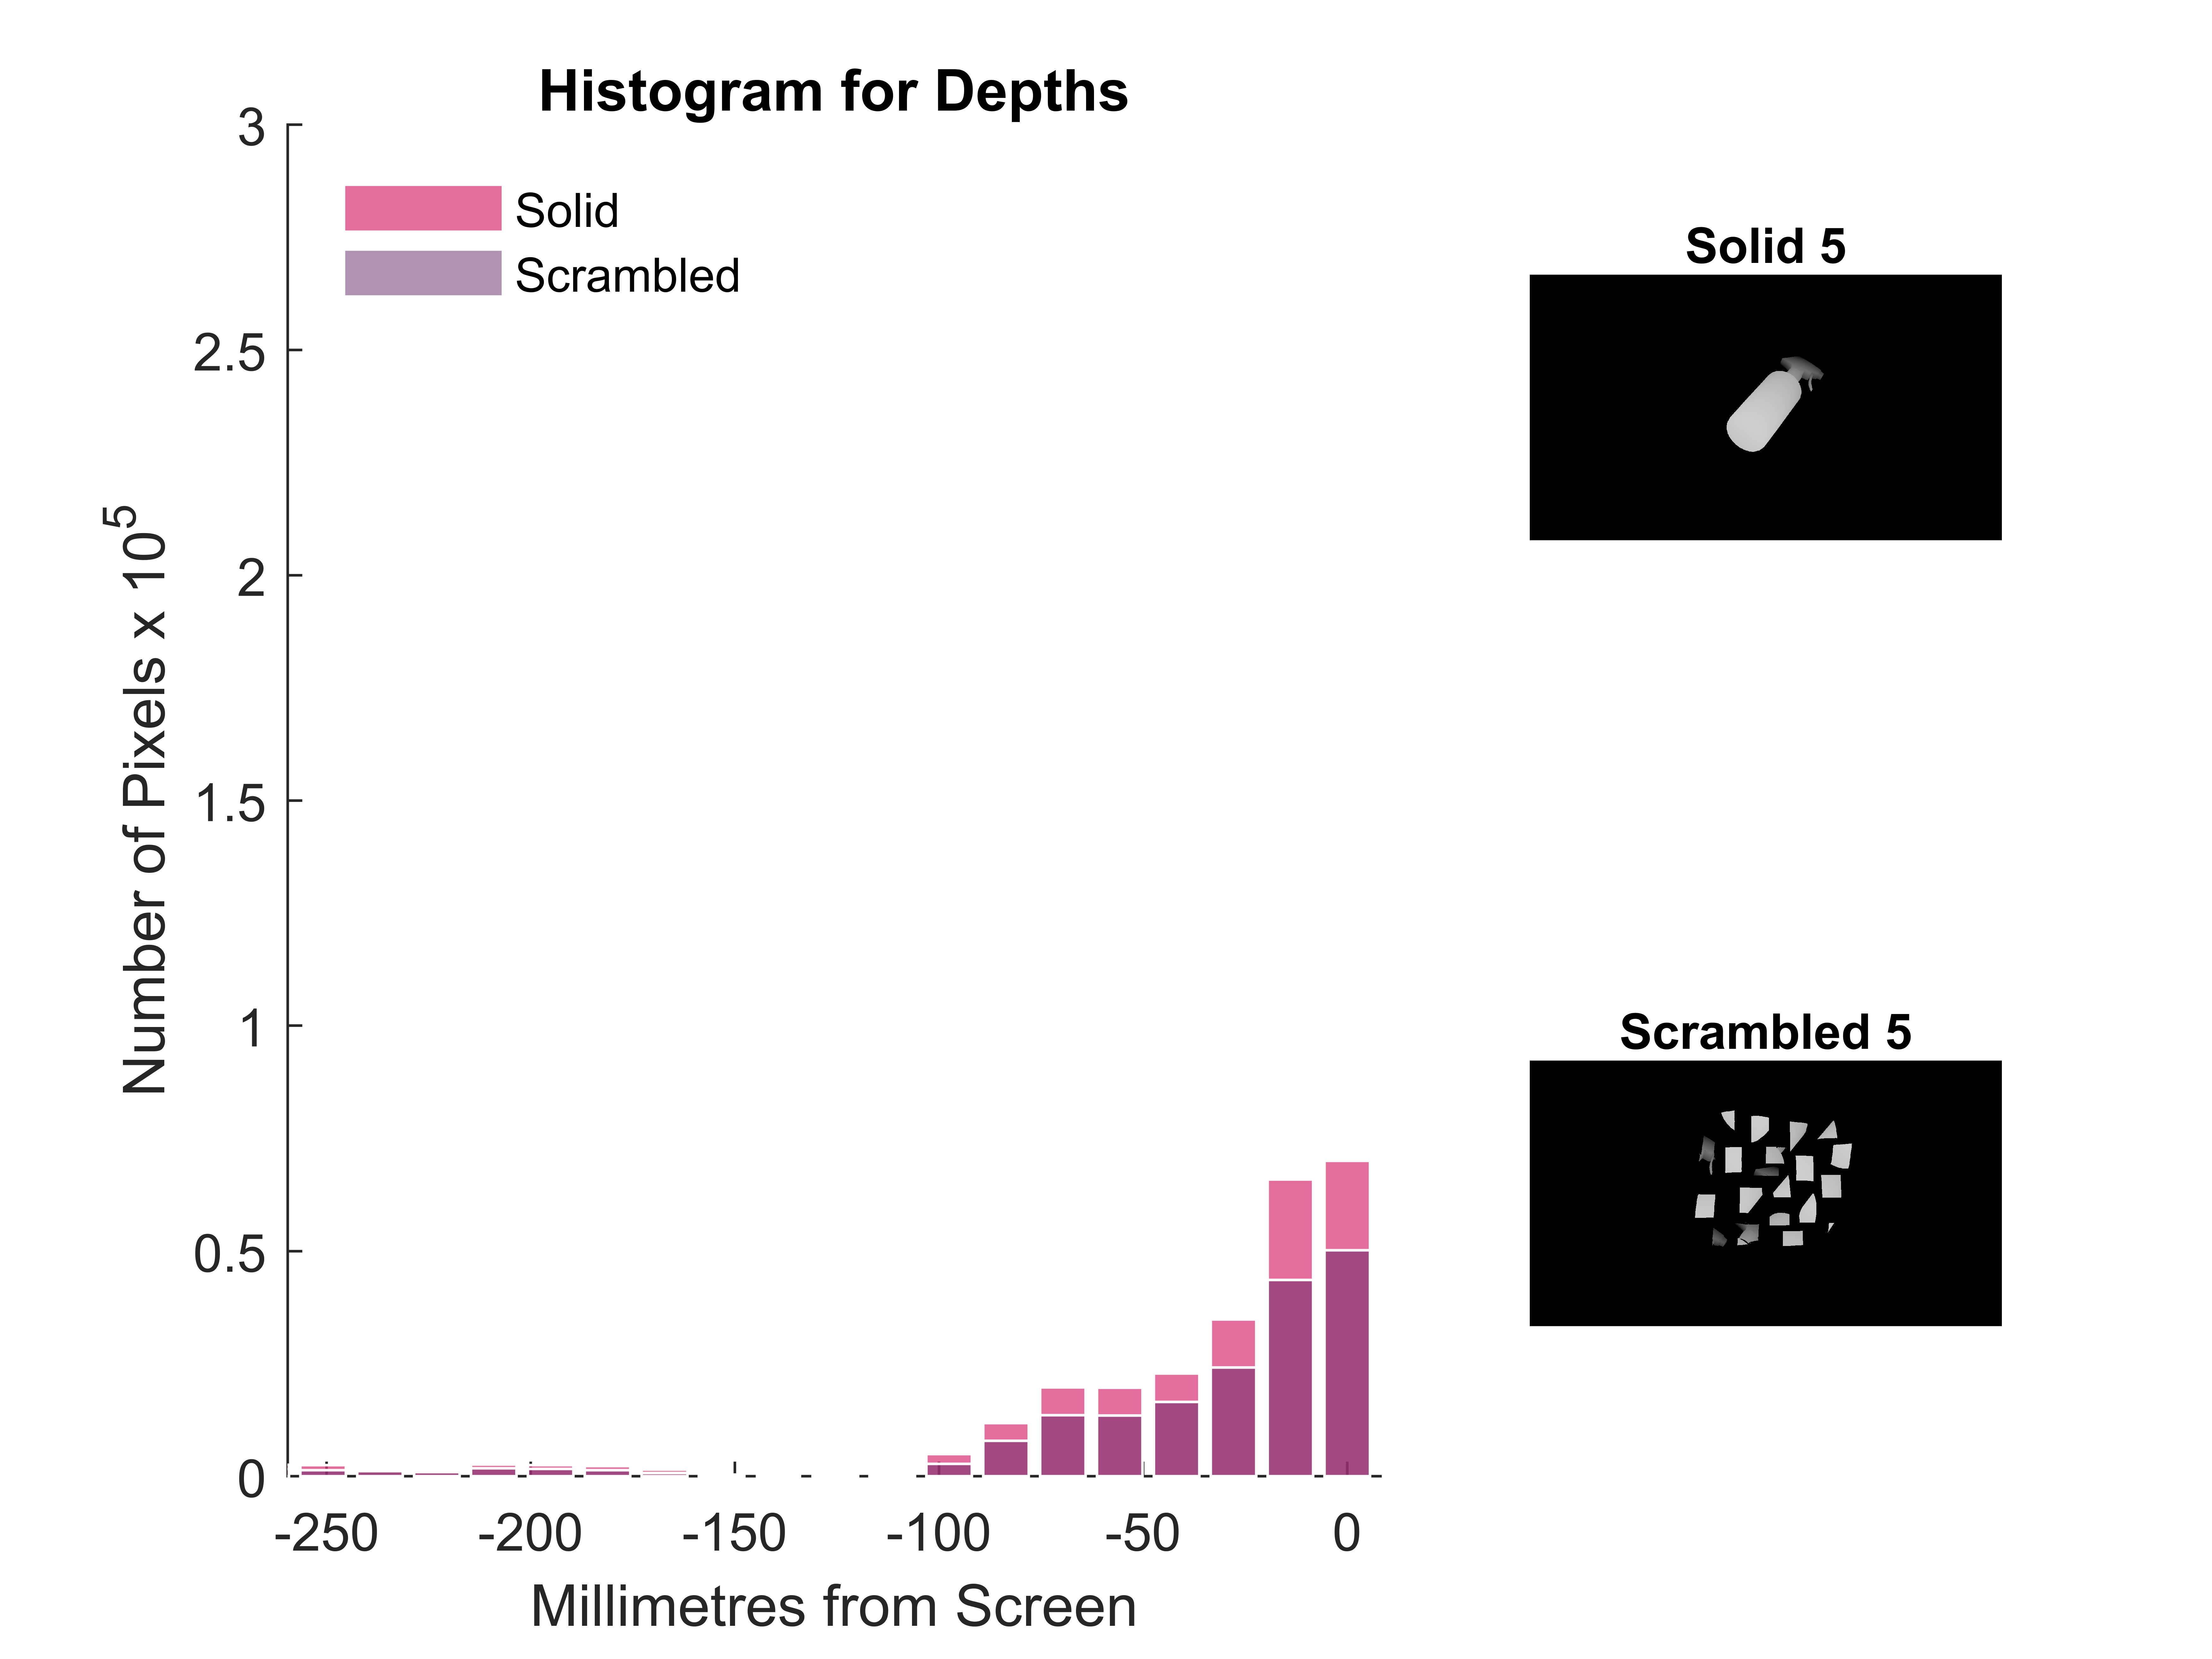 Histogram for Depths
Solid
Scrambled
3
2.5
2
1.5
1
0.5
0
Number of Pixels x 10^5
-250 -200 -150 -100 -50 0
Millimetres from Screen
Solid 5
Scrambled 5